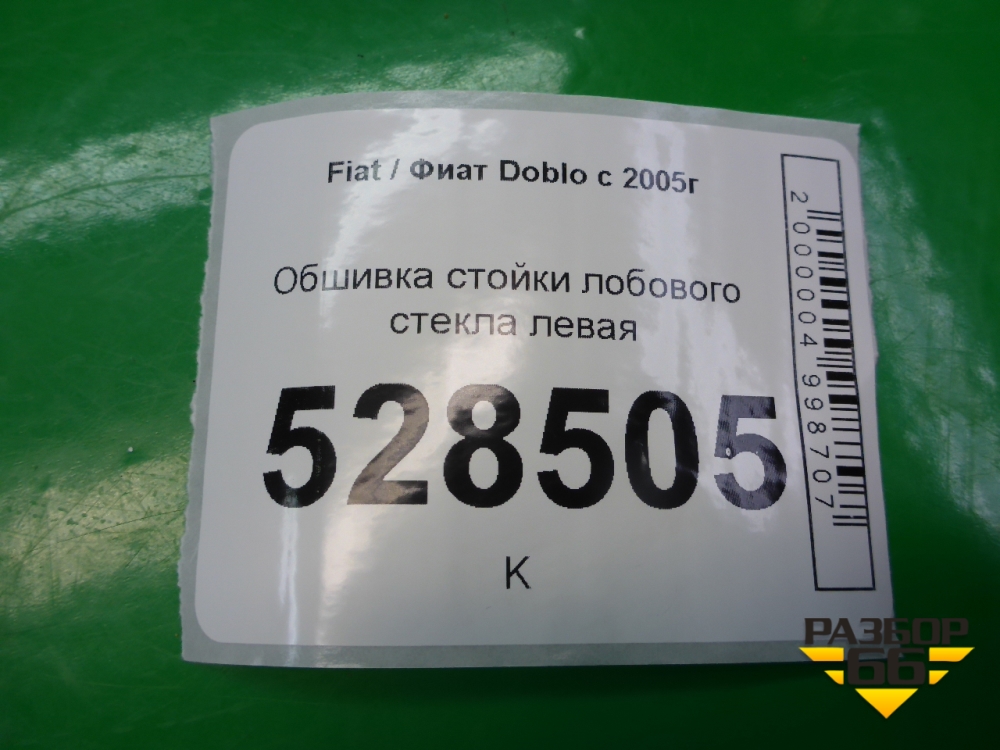 Fiat / Фиат Doblo с 2005г
Обшивка стойки лобового
стекла левая
528505
К
2000004998707
РАЗБОР
66